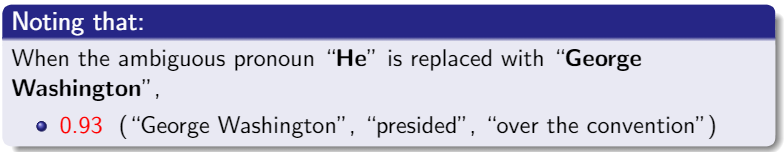 Noting that:
When the ambiguous pronoun “He” is replaced with “George
Washington”,
• 0.93 (“George Washington”, “presided”, “over the convention”)